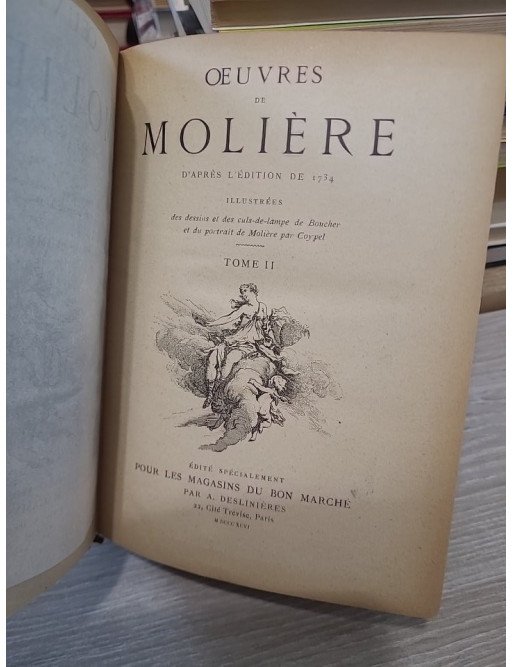 OEUVRES
DE
MOLIÈRE
D'APRÈS L'ÉDITION DE 1734
ILLUSTRÉES
des dessins et des culs-de-lampe de Boucher
et du portrait de Molière par Coypel
TOME II
ÉDITÉ SPÉCIALEMENT
POUR LES MAGASINS DU BON MARCHÉ
PAR A. DESLINIÈRES
22, Cité Trévise, Paris
MDCCCXCVI